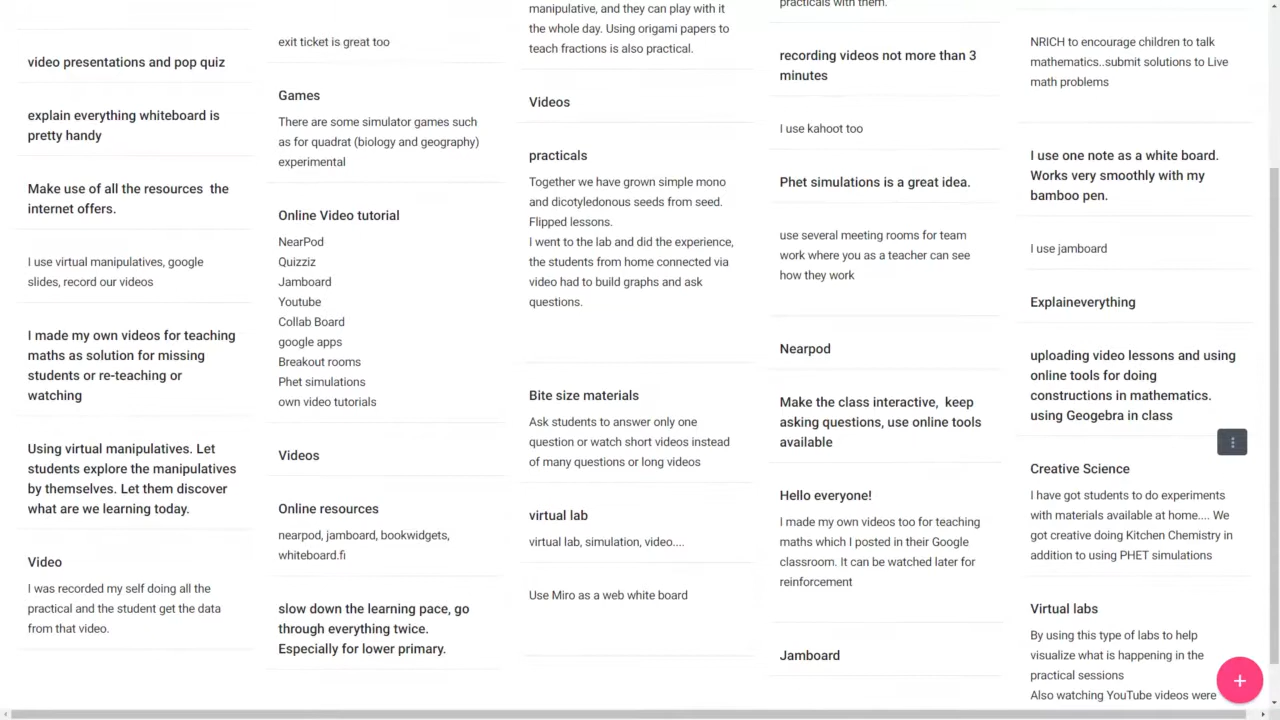 video presentations and pop quiz
explain everything whiteboard is
pretty handy
Make use of all the resources  the
internet offers.
I use virtual manipulatives, google
slides, record our videos
I made my own videos for teaching
maths as solution for missing
students or re-teaching or
watching
Using virtual manipulatives. Let
students explore the manipulatives
by themselves. Let them discover
what are we learning today.
Video
I was recorded my self doing all the
practical and the student get the data
from that video.
exit ticket is great too
Games
There are some simulator games such
as for quadrat (biology and geography)
experimental
Online Video tutorial
NearPod
Quizziz
Jamboard
Youtube
Collab Board
google apps
Breakout rooms
Phet simulations
own video tutorials
Videos
Online resources
nearpod, jamboard, bookwidgets,
whiteboard.fi
slow down the learning pace, go
through everything twice.
Especially for lower primary.
manipulative, and they can play with it
the whole day. Using origami papers to
teach fractions is also practical.
Videos
practicals
Together we have grown simple mono
and dicotyledonous seeds from seed.
Flipped lessons.
I went to the lab and did the experience,
the students from home connected via
video had to build graphs and ask
questions.
Bite size materials
Ask students to answer only one
question or watch short videos instead
of many questions or long videos
virtual lab
virtual lab, simulation, video....
Use Miro as a web white board
practicals with them.
recording videos not more than 3
minutes
I use kahoot too
Phet simulations is a great idea.
use several meeting rooms for team
work where you as a teacher can see
how they work
Nearpod
Make the class interactive,  keep
asking questions, use online tools
available
Hello everyone!
I made my own videos too for teaching
maths which I posted in their Google
classroom. It can be watched later for
reinforcement
Jamboard
NRICH to encourage children to talk
mathematics..submit solutions to Live
math problems
I use one note as a white board.
Works very smoothly with my
bamboo pen.
I use jamboard
Explaineverything
uploading video lessons and using
online tools for doing
constructions in mathematics.
using Geogebra in class
Creative Science
I have got students to do experiments
with materials available at home.... We
got creative doing Kitchen Chemistry in
addition to using PHET simulations
Virtual labs
By using this type of labs to help
visualize what is happening in the
practical sessions
Also watching YouTube videos were